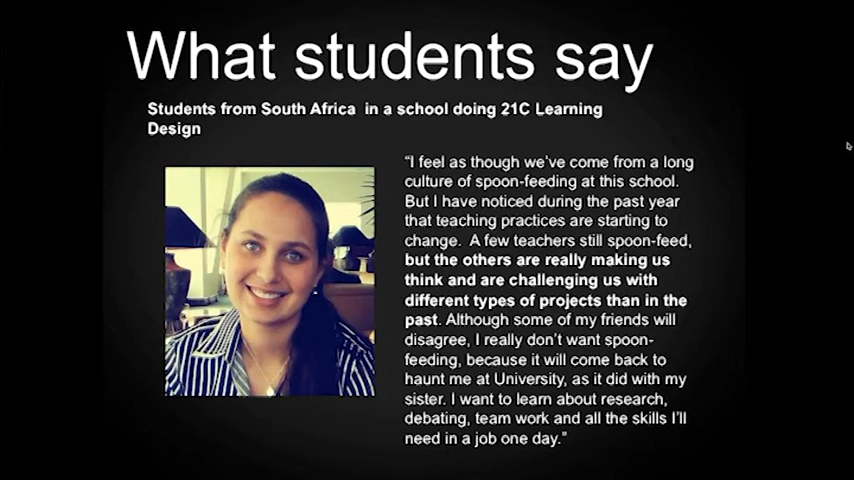 What students say
Students from South Africa in a school doing 21C Learning
Design
“I feel as though we’ve come from a long
culture of spoon-feeding at this school.
But I have noticed during the past year
that teaching practices are starting to
change. A few teachers still spoon-feed,
but the others are really making us
think and are challenging us with
different types of projects than in the
past. Although some of my friends will
disagree, I really don’t want spoon-
feeding, because it will come back to
haunt me at University, as it did with my
sister. I want to learn about research,
debating, team work and all the skills I’ll
need in a job one day.”